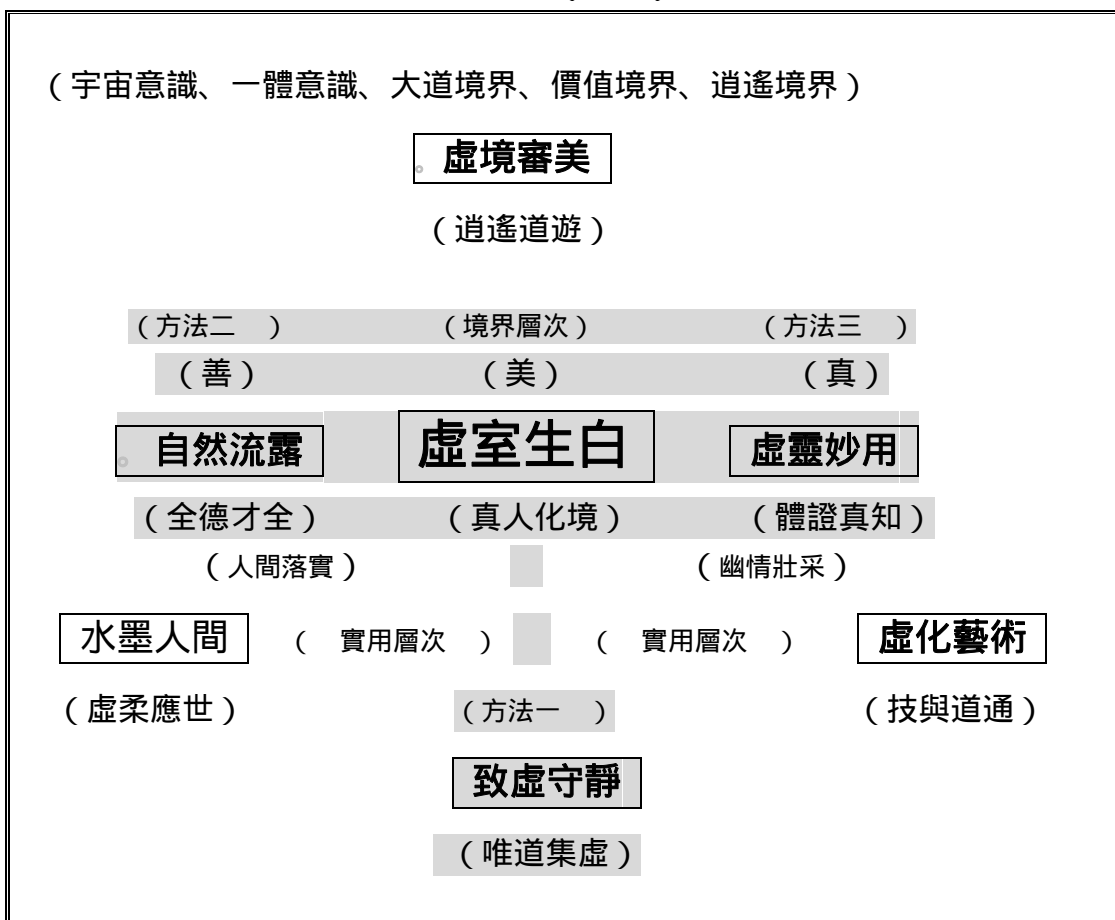 （宇宙意識、一體意識、大道境界、價值境界、逍遙境界）
。虛境審美
（逍遙道遊）
（方法二　）　（境界層次）　（方法三　）
（善）　（美）　（真）
。自然流露　虛室生白　虛靈妙用
（全德才全）　（真人化境）　（體證真知）
（人間落實）　（幽情壯采）
水墨人間　（　實用層次　）　（　實用層次　）　虛化藝術
（虛柔應世）　（方法一　）　（技與道通）
致虛守靜
（唯道集虛）